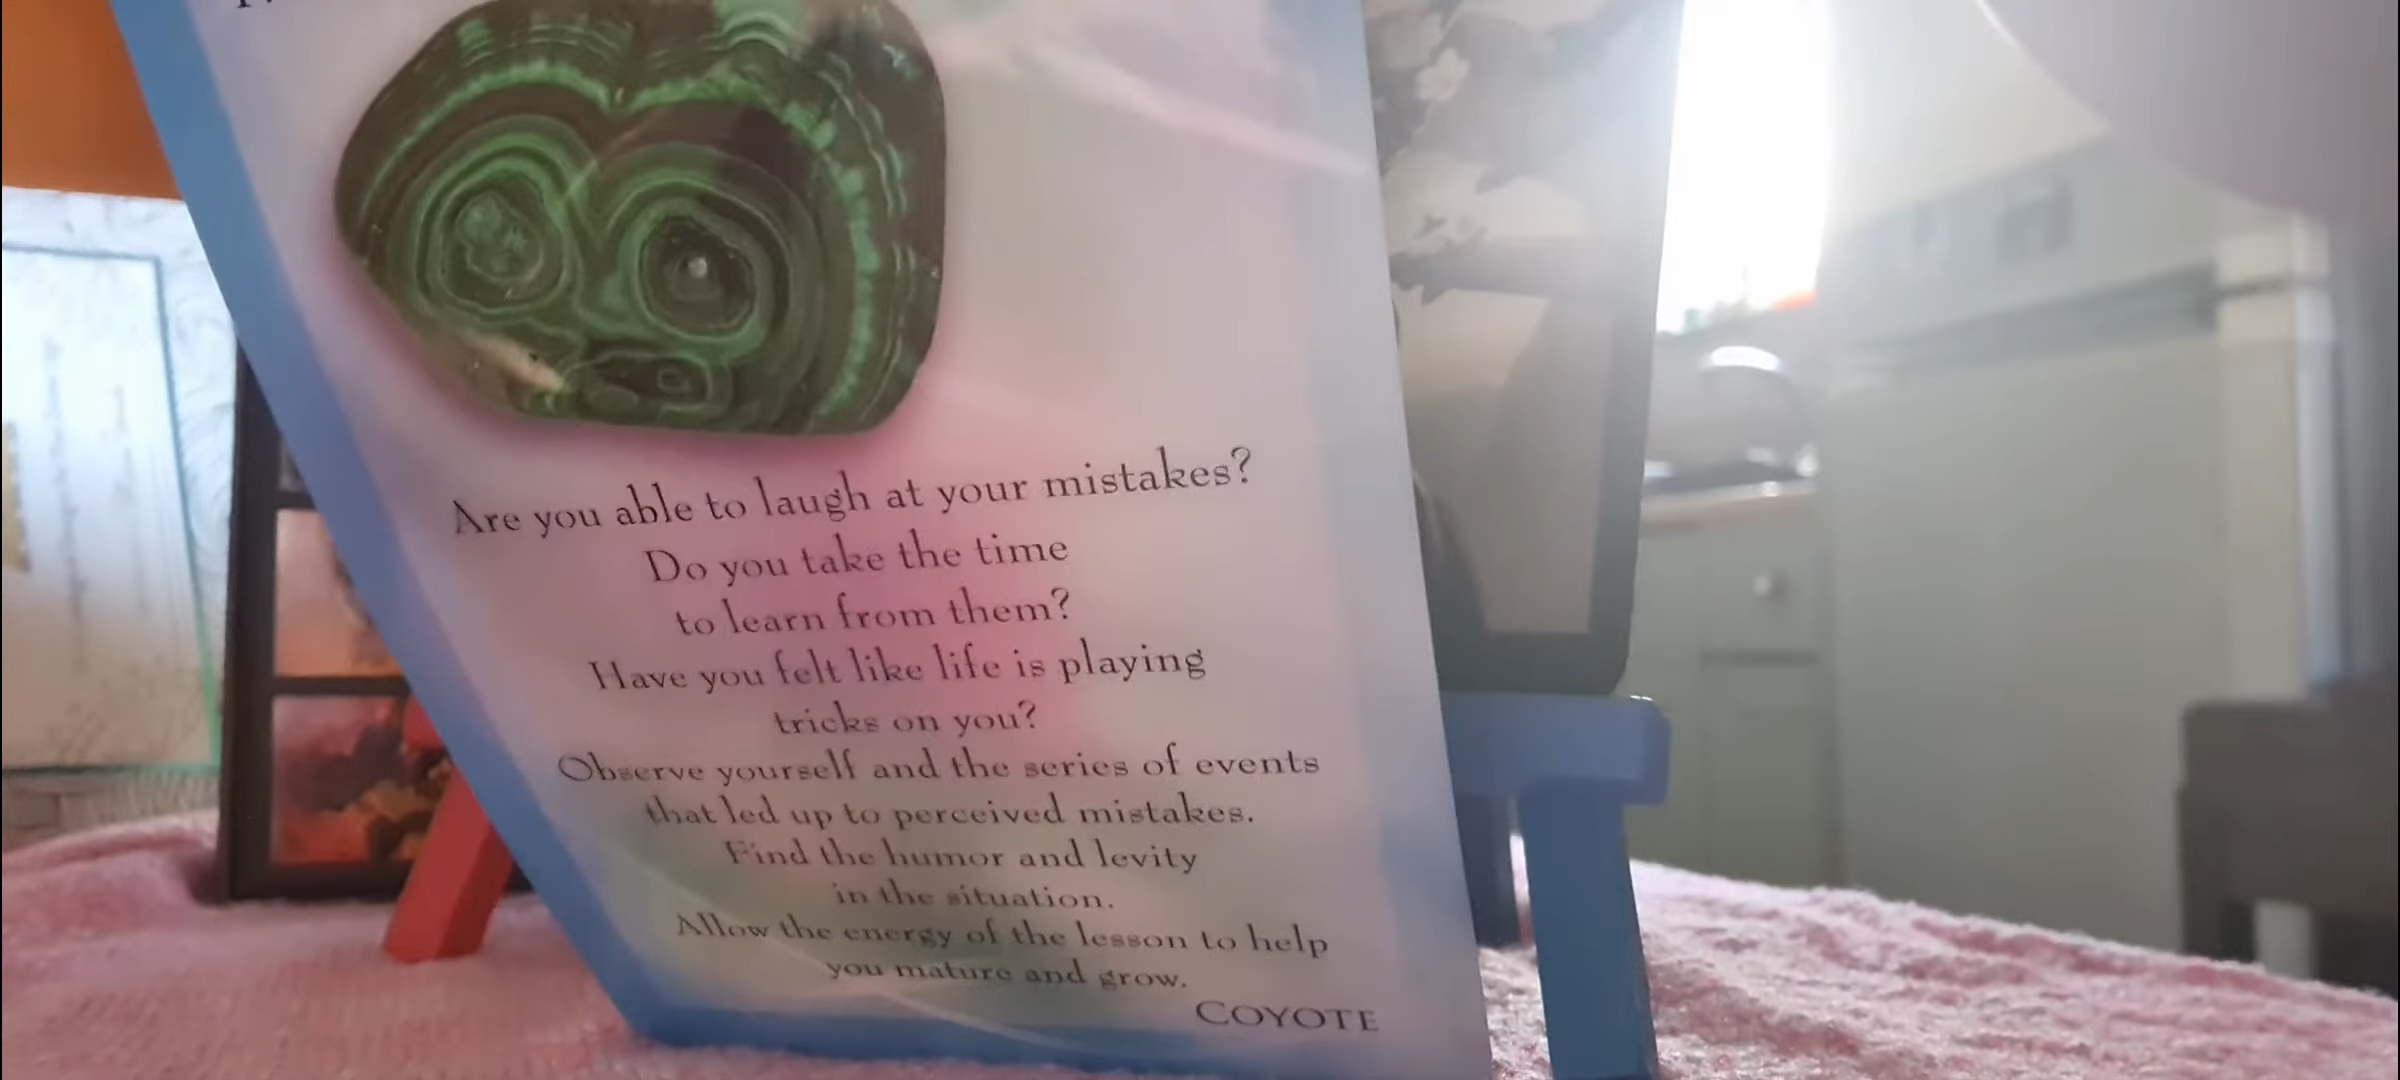 Are you able to laugh at your mistakes?
Do you take the time
to learn from them?
Have you felt like life is playing
tricks on you?
Observe yourself and the series of events
that led up to perceived mistakes.
Find the humor and levity
in the situation.
Allow the energy of the lesson to help
you mature and grow.
COYOTE